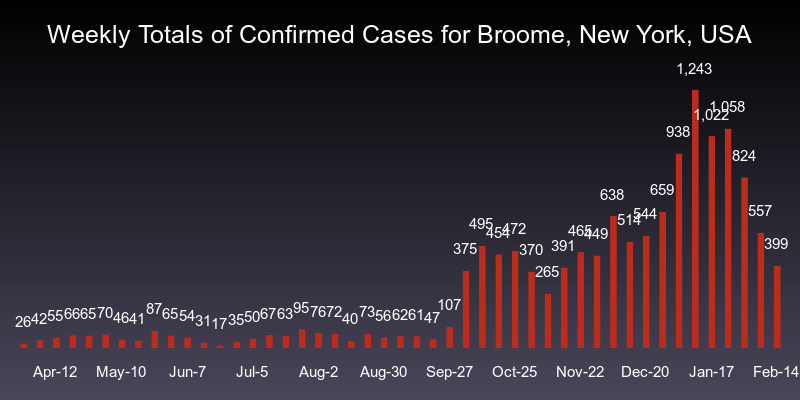 Weekly Totals of Confirmed Cases for Broome, New York, USA
26 42 55 66 65 70 46 41 87 65 54 31 17 35 50 67 63 95 76 72 40 73 56 62 61 47 107 375 495 454 472 370 265 391 465 449 638 514 544 659 938 1,243 1,022 1,058 824 557 399
Apr-12 May-10 Jun-7 Jul-5 Aug-2 Aug-30 Sep-27 Oct-25 Nov-22 Dec-20 Jan-17 Feb-14